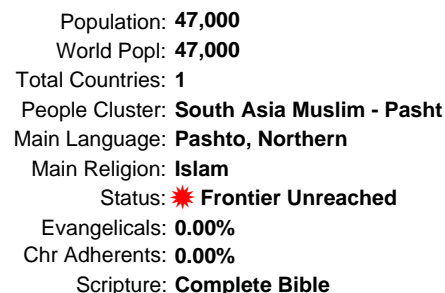 Population: 47,000
World Popl: 47,000
Total Countries: 1
People Cluster: South Asia Muslim - Pasht
Main Language: Pashto, Northern
Main Religion: Islam
Status: Frontier Unreached
Evangelicals: 0.00%
Chr Adherents: 0.00%
Scripture: Complete Bible